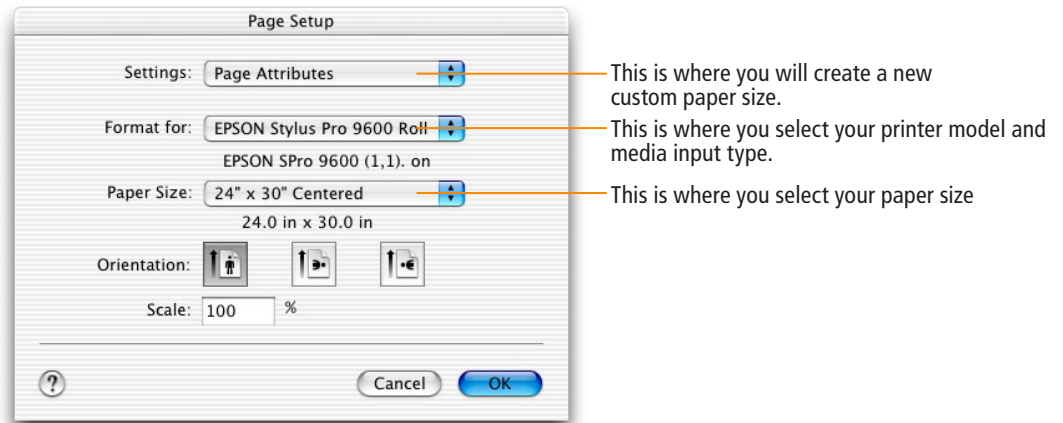 Page Setup
Settings: Page Attributes
This is where you will create a new
custom paper size.
Format for: EPSON Stylus Pro 9600 Roll
This is where you select your printer model and
media input type.
EPSON SPro 9600 (1,1). on
Paper Size: 24" x 30" Centered
This is where you select your paper size
24.0 in x 30.0 in
Orientation:
Scale: 100 %
? Cancel OK